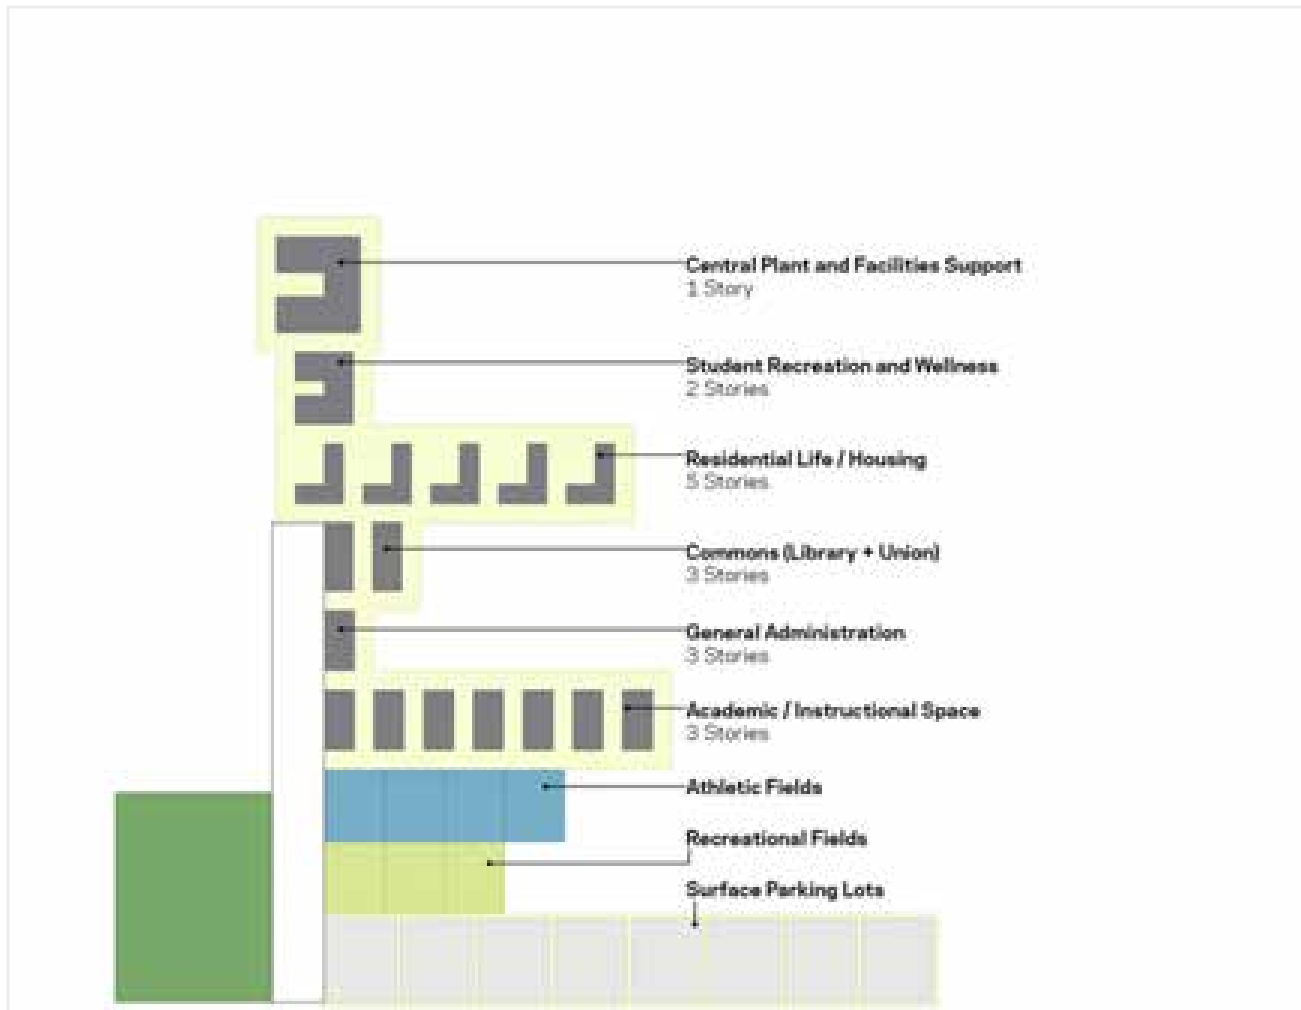 Central Plant and Facilities Support
1 Story
Student Recreation and Wellness
2 Stories
Residential Life / Housing
5 Stories
Commons (Library + Union)
3 Stories
General Administration
3 Stories
Academic / Instructional Space
3 Stories
Athletic Fields
Recreational Fields
Surface Parking Lots